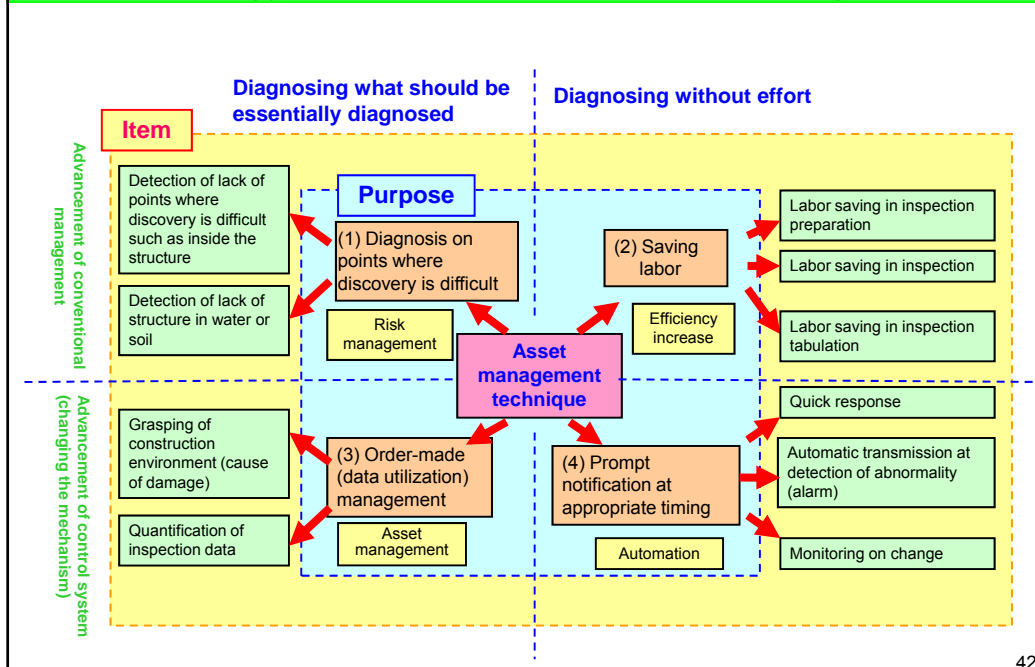 Diagnosing what should be
essentially diagnosed
Diagnosing without effort
Item
Advancement of conventional
management
Purpose
Detection of lack of
points where
discovery is difficult
such as inside the
structure
Detection of lack of
structure in water or
soil
(1) Diagnosis on
points where
discovery is difficult
Risk
management
(2) Saving
labor
Efficiency
increase
Labor saving in inspection
preparation
Labor saving in inspection
Labor saving in inspection
tabulation
Asset
management
technique
Advancement of control system
(changing the mechanism)
Grasping of
construction
environment (cause
of damage)
Quantification of
inspection data
(3) Order-made
(data utilization)
management
Asset
management
(4) Prompt
notification at
appropriate timing
Automation
Quick response
Automatic transmission at
detection of abnormality
(alarm)
Monitoring on change
42